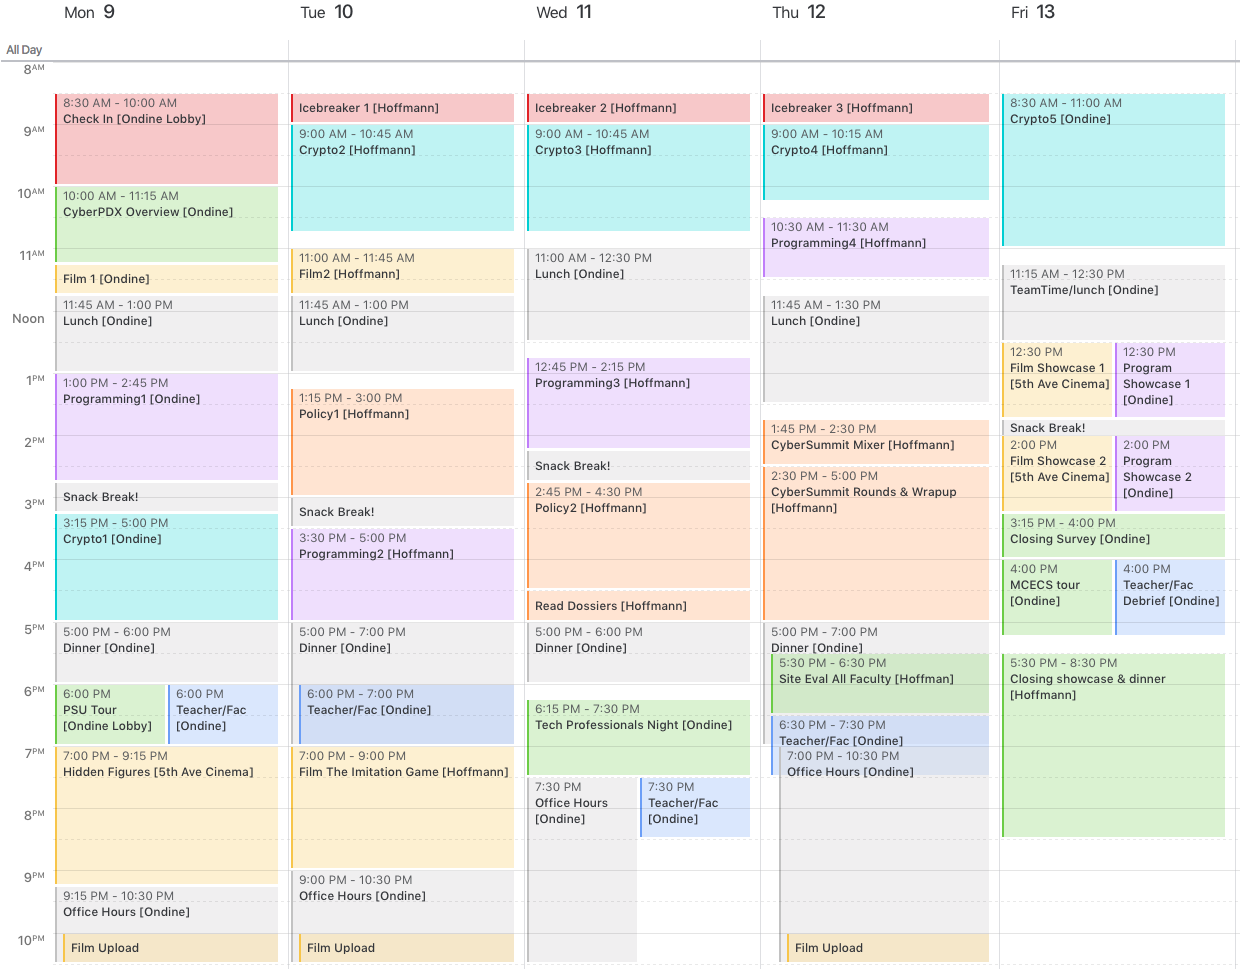 Mon 9
Tue 10
Wed 11
Thu 12
Fri 13
All Day
8AM
9AM
10AM
11AM
Noon
1PM
2PM
3PM
4PM
5PM
6PM
7PM
8PM
9PM
10PM
8:30 AM - 10:00 AM
Check In [Ondine Lobby]
10:00 AM - 11:15 AM
CyberPDX Overview [Ondine]
Film 1 [Ondine]
11:45 AM - 1:00 PM
Lunch [Ondine]
1:00 PM - 2:45 PM
Programming1 [Ondine]
Snack Break!
3:15 PM - 5:00 PM
Crypto1 [Ondine]
5:00 PM - 6:00 PM
Dinner [Ondine]
6:00 PM
PSU Tour
[Ondine Lobby]
6:00 PM
Teacher/Fac
[Ondine]
7:00 PM - 9:15 PM
Hidden Figures [5th Ave Cinema]
9:15 PM - 10:30 PM
Office Hours [Ondine]
Film Upload
Icebreaker 1 [Hoffmann]
9:00 AM - 10:45 AM
Crypto2 [Hoffmann]
11:00 AM - 11:45 AM
Film2 [Hoffmann]
11:45 AM - 1:00 PM
Lunch [Ondine]
1:15 PM - 3:00 PM
Policy1 [Hoffmann]
Snack Break!
3:30 PM - 5:00 PM
Programming2 [Hoffmann]
5:00 PM - 7:00 PM
Dinner [Ondine]
6:00 PM - 7:00 PM
Teacher/Fac [Ondine]
7:00 PM - 9:00 PM
Film The Imitation Game [Hoffmann]
9:00 PM - 10:30 PM
Office Hours [Ondine]
Film Upload
Icebreaker 2 [Hoffmann]
9:00 AM - 10:45 AM
Crypto3 [Hoffmann]
11:00 AM - 12:30 PM
Lunch [Ondine]
12:45 PM - 2:15 PM
Programming3 [Hoffmann]
Snack Break!
2:45 PM - 4:30 PM
Policy2 [Hoffmann]
Read Dossiers [Hoffmann]
5:00 PM - 6:00 PM
Dinner [Ondine]
6:15 PM - 7:30 PM
Tech Professionals Night [Ondine]
7:30 PM
Office Hours
[Ondine]
7:30 PM
Teacher/Fac
[Ondine]
Icebreaker 3 [Hoffmann]
9:00 AM - 10:15 AM
Crypto4 [Hoffmann]
10:30 AM - 11:30 AM
Programming4 [Hoffmann]
11:45 AM - 1:30 PM
Lunch [Ondine]
1:45 PM - 2:30 PM
CyberSummit Mixer [Hoffmann]
2:30 PM - 5:00 PM
CyberSummit Rounds & Wrapup
[Hoffmann]
5:00 PM - 7:00 PM
Dinner [Ondine]
5:30 PM - 6:30 PM
Site Eval All Faculty [Hoffman]
6:30 PM - 7:30 PM
Teacher/Fac [Ondine]
7:00 PM - 10:30 PM
Office Hours [Ondine]
Film Upload
8:30 AM - 11:00 AM
Crypto5 [Ondine]
11:15 AM - 12:30 PM
TeamTime/lunch [Ondine]
12:30 PM
Film Showcase 1
[5th Ave Cinema]
12:30 PM
Program
Showcase 1
[Ondine]
Snack Break!
2:00 PM
Film Showcase 2
[5th Ave Cinema]
2:00 PM
Program
Showcase 2
[Ondine]
3:15 PM - 4:00 PM
Closing Survey [Ondine]
4:00 PM
MCECS tour
[Ondine]
4:00 PM
Teacher/Fac
Debrief [Ondine]
5:30 PM - 8:30 PM
Closing showcase & dinner
[Hoffmann]